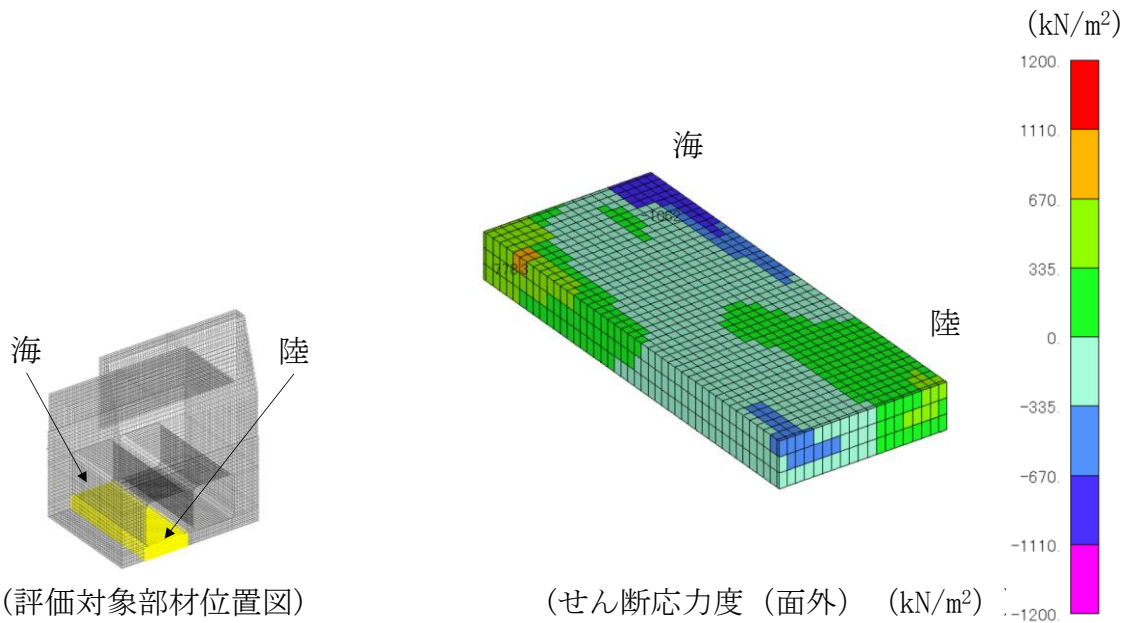 (kN/m²)
1200.
1110.
670.
335.
0.
-335.
-670.
-1110.
-1200.
海
陸
-1062
海
陸
(評価対象部材位置図)
(せん断応力度（面外） (kN/m²)